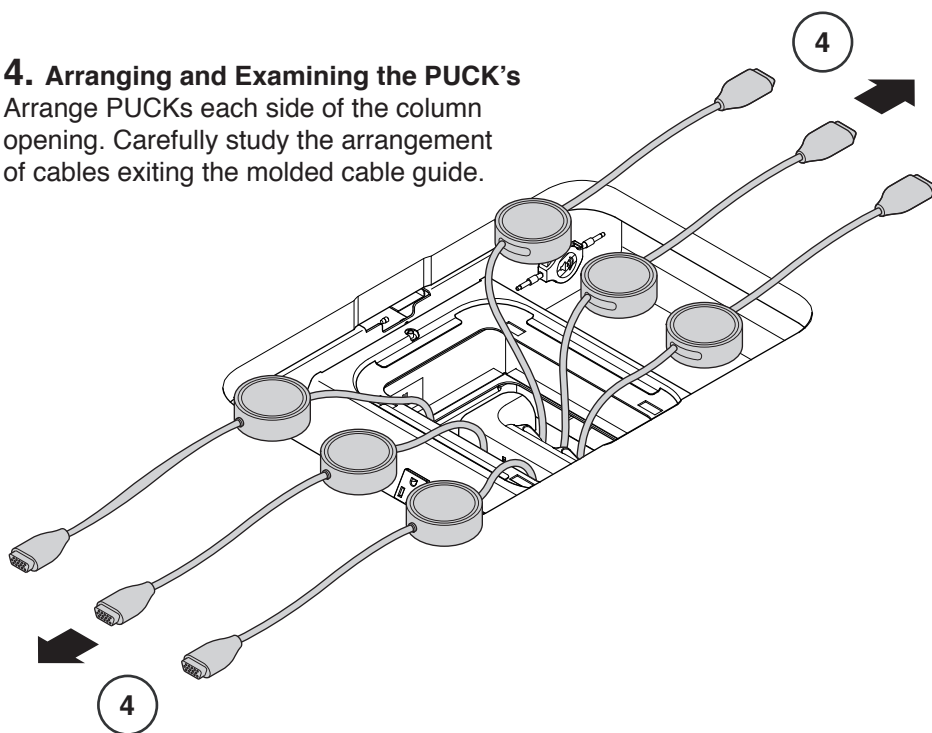 4. Arranging and Examining the PUCK's
Arrange PUCKs each side of the column
opening. Carefully study the arrangement
of cables exiting the molded cable guide.
4
4